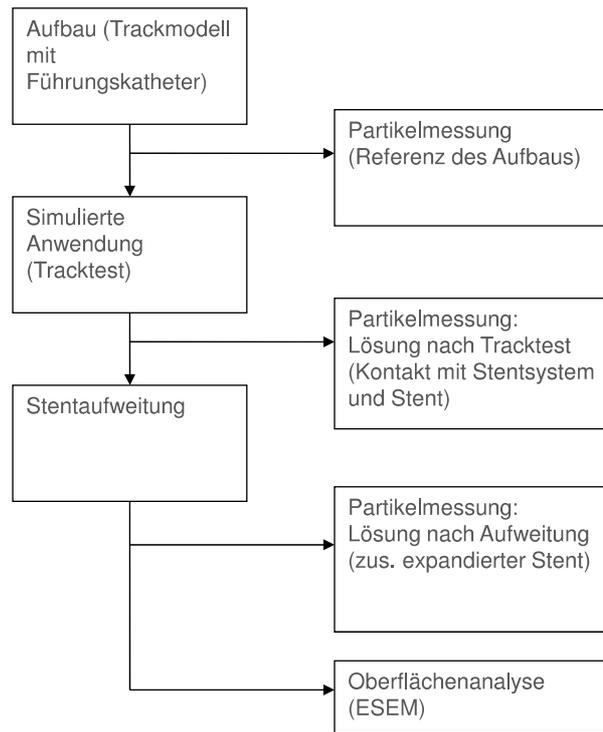 Aufbau (Trackmodell
mit
Führungskatheter)
Partikelmessung
(Referenz des Aufbaus)
Simulierte
Anwendung
(Tracktest)
Partikelmessung:
Lösung nach Tracktest
(Kontakt mit Stentsystem
und Stent)
Stentaufweitung
Partikelmessung:
Lösung nach Aufweitung
(zus. expandierter Stent)
Oberflächenanalyse
(ESEM)